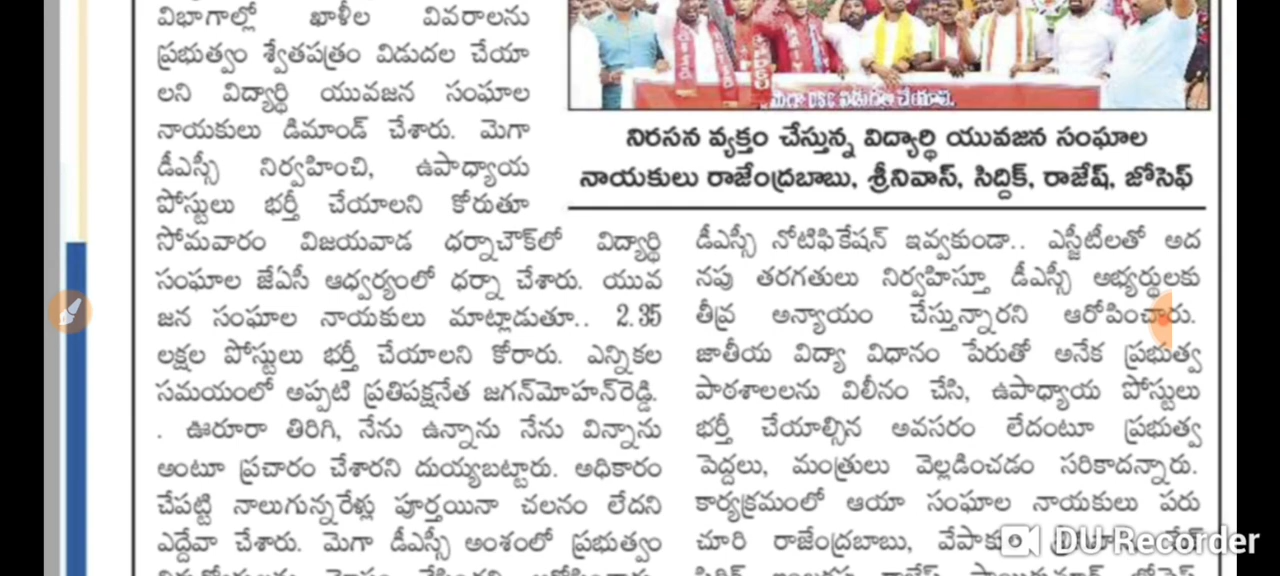 విభాగాల్లో ఖాళీల వివరాలను
ప్రభుత్వం శ్వేతపత్రం విడుదల చేయా
లని విద్యార్థి యువజన సంఘాల
నాయకులు డిమాండ్ చేశారు. మెగా
డీఎస్సీ నిర్వహించి, ఉపాధ్యాయ
పోస్టులు భర్తీ చేయాలని కోరుతూ
సోమవారం విజయవాడ ధర్నాచౌక్‌లో విద్యార్థి
సంఘాల జేఏసీ ఆధ్వర్యంలో ధర్నా చేశారు. యువ
జన సంఘాల నాయకులు మాట్లాడుతూ.. 2.35
లక్షల పోస్టులు భర్తీ చేయాలని కోరారు. ఎన్నికల
సమయంలో అప్పటి ప్రతిపక్షనేత జగన్‌మోహన్‌రెడ్డి.
. ఊరూరా తిరిగి, నేను ఉన్నాను నేను విన్నాను
అంటూ ప్రచారం చేశారని దుయ్యబట్టారు. అధికారం
చేపట్టి నాలుగున్నరేళ్లు పూర్తయినా చలనం లేదని
ఎద్దేవా చేశారు. మెగా డీఎస్సీ అంశంలో ప్రభుత్వం
మెగా DSC విడుదల చేయాలి.
నిరసన వ్యక్తం చేస్తున్న విద్యార్థి యువజన సంఘాల
నాయకులు రాజేంద్రబాబు, శ్రీనివాస్, సిద్దిక్, రాజేష్, జోసెఫ్
డీఎస్సీ నోటిఫికేషన్ ఇవ్వకుండా.. ఎస్జీటీలతో అద
నపు తరగతులు నిర్వహిస్తూ డీఎస్సీ అభ్యర్థులకు
తీవ్ర అన్యాయం చేస్తున్నారని ఆరోపించారు.
జాతీయ విద్యా విధానం పేరుతో అనేక ప్రభుత్వ
పాఠశాలలను విలీనం చేసి, ఉపాధ్యాయ పోస్టులు
భర్తీ చేయాల్సిన అవసరం లేదంటూ ప్రభుత్వ
పెద్దలు, మంత్రులు వెల్లడించడం సరికాదన్నారు.
కార్యక్రమంలో ఆయా సంఘాల నాయకులు పరు
చూరి రాజేంద్రబాబు,
DU Recorder